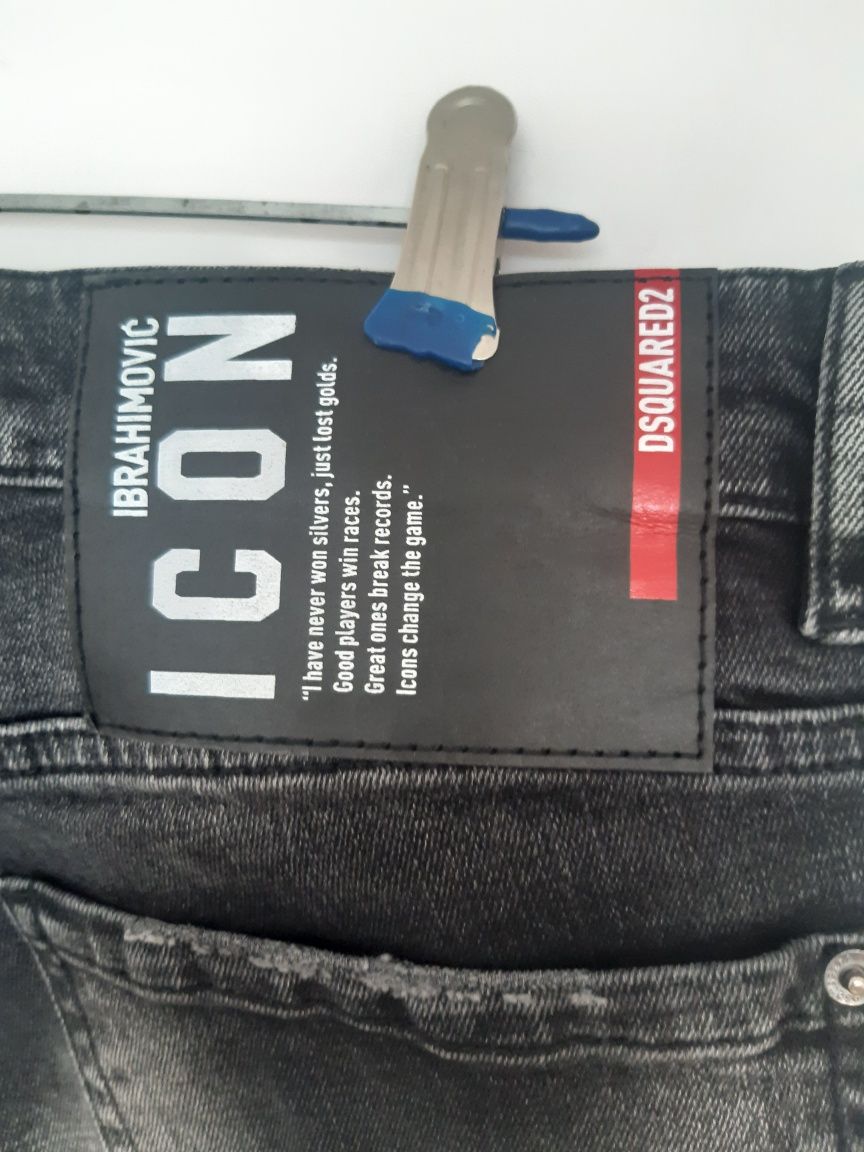 IBRAHIMOVIĆ
ICON
“I have never won silvers, just lost golds.
Good players win races.
Great ones break records.
Icons change the game.”
DSQUARED2